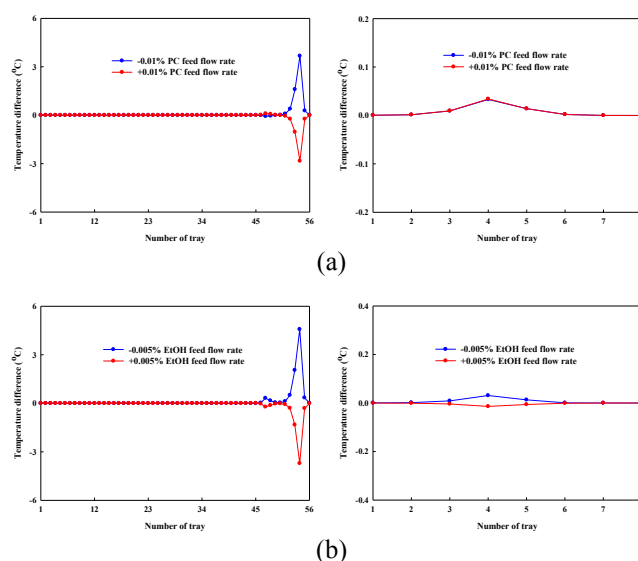 6
3
0
-3
-6
Temperature difference (⁰C)
-0.01% PC feed flow rate
+0.01% PC feed flow rate
1 12 23 34 45 56
Number of tray
0.2
0.1
0.0
-0.1
-0.2
Temperature difference (⁰C)
-0.01% PC feed flow rate
+0.01% PC feed flow rate
1 2 3 4 5 6 7
Number of tray
(a)
6
3
0
-3
-6
Temperature difference (⁰C)
-0.005% EtOH feed flow rate
+0.005% EtOH feed flow rate
1 12 23 34 45 56
Number of tray
0.4
0.2
0.0
-0.2
-0.4
Temperature difference (⁰C)
-0.005% EtOH feed flow rate
+0.005% EtOH feed flow rate
1 2 3 4 5 6 7
Number of tray
(b)